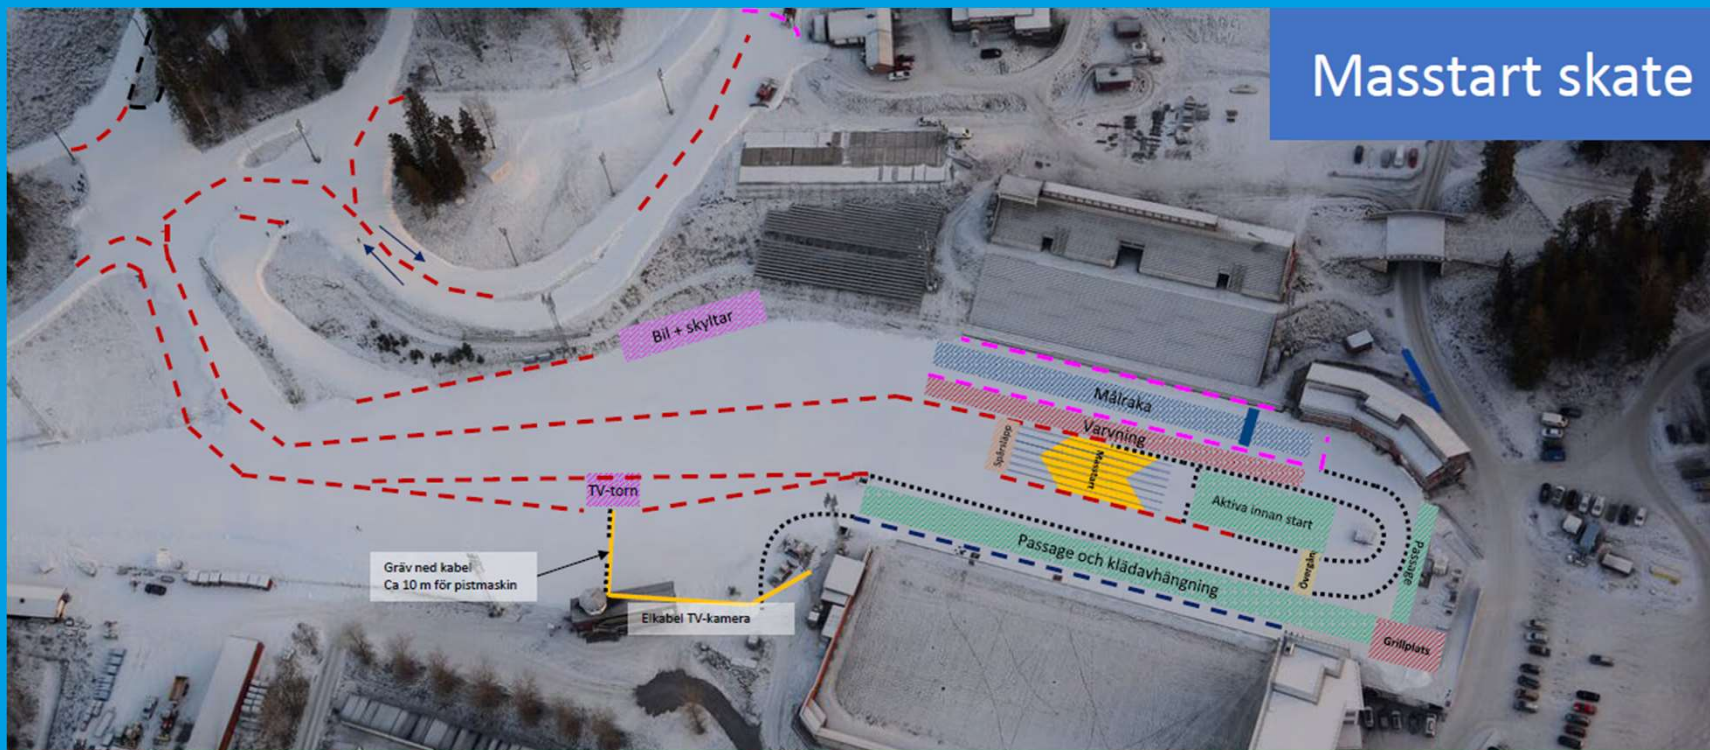 Masstart skate
Bil + skyltar
Målraka
Varvning
Spårsläpp
Masstart
Aktiva innan start
TV-torn
Passage och klädavhängning
Passage
Övergång
Gräv ned kabel
Ca 10 m för pistmaskin
Elkabel TV-kamera
Grillplats